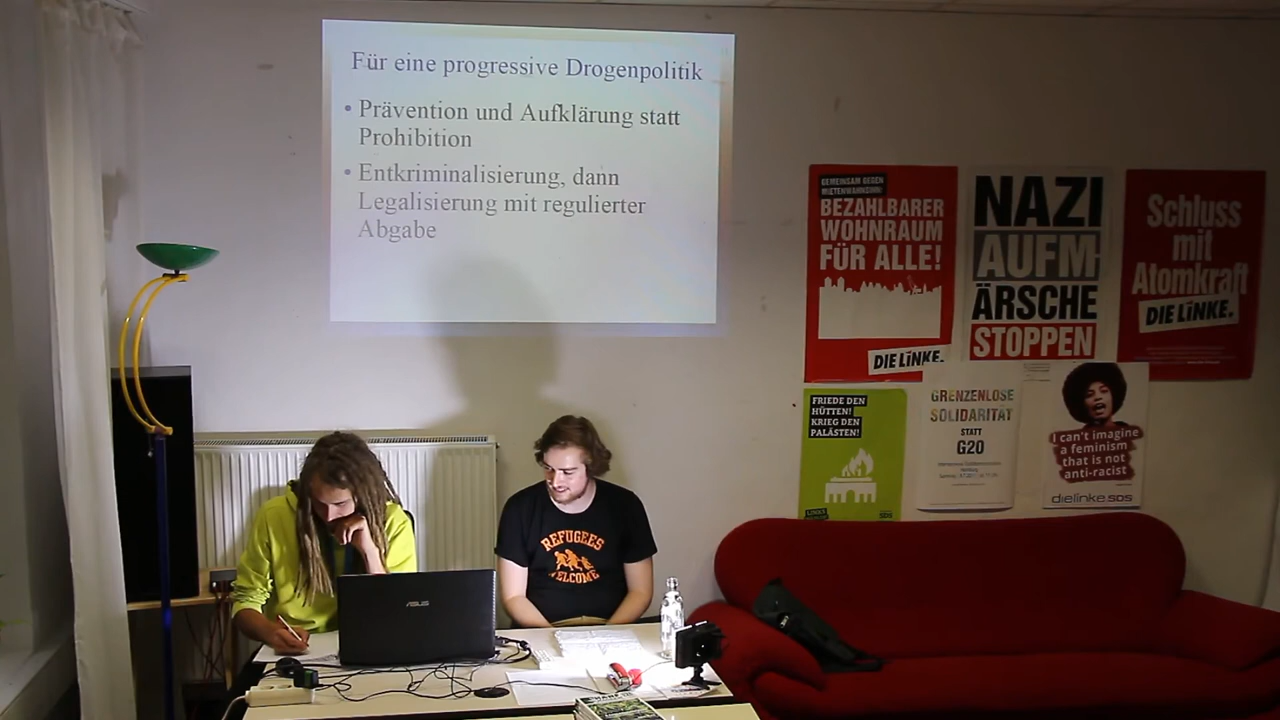 Für eine progressive Drogenpolitik
• Prävention und Aufklärung statt
Prohibition
• Entkriminalisierung, dann
Legalisierung mit regulierter
Abgabe
GEMEINSAM GEGEN
MIETENWAHNSINN:
BEZAHLBARER
WOHNRAUM
FÜR ALLE!
DIE LINKE.
NAZI
AUFM
ÄRSCHE
STOPPEN
Schluss
mit
Atomkraft
DIE LINKE.
FRIEDE DEN
HÜTTEN!
KRIEG DEN
PALÄSTEN!
SDS
GRENZENLOSE
SOLIDARITÄT
STATT
G20
I can't imagine
a feminism
that is not
anti-racist
dielinke.sds
REFUGEES
WELCOME
ASUS